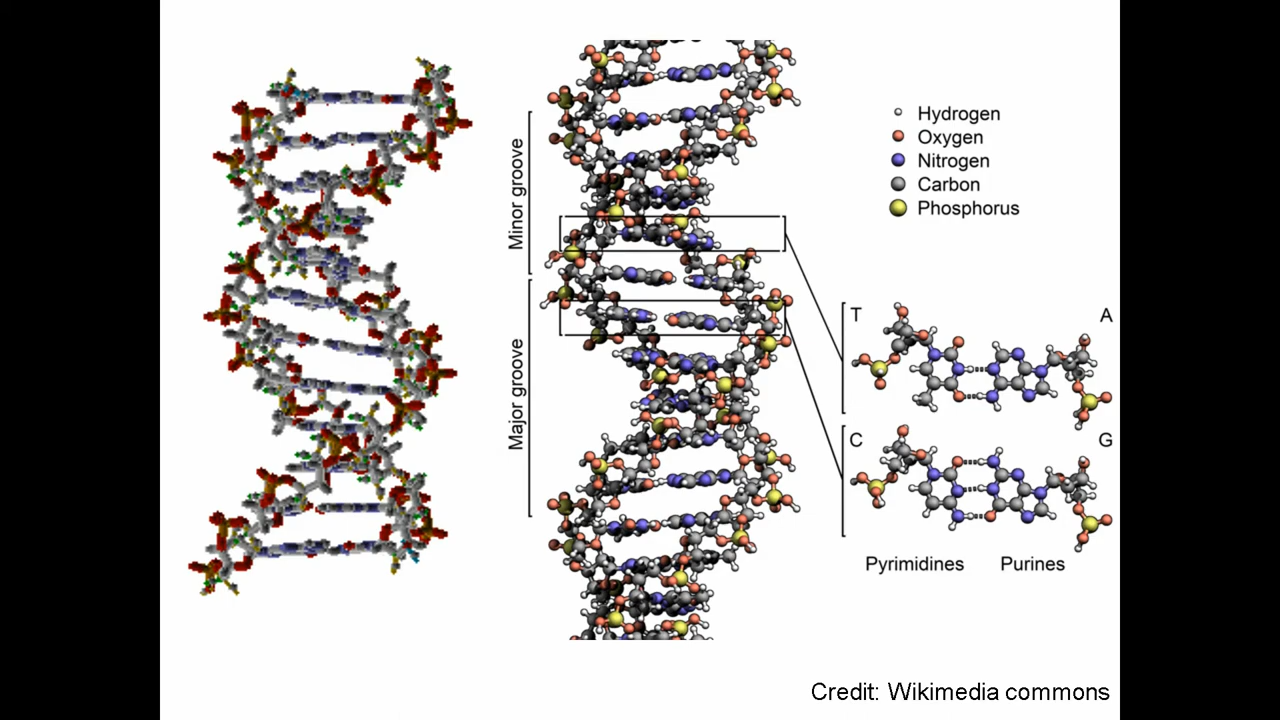 Minor groove
Major groove
Hydrogen
Oxygen
Nitrogen
Carbon
Phosphorus
T A
C G
Pyrimidines Purines
Credit: Wikimedia commons